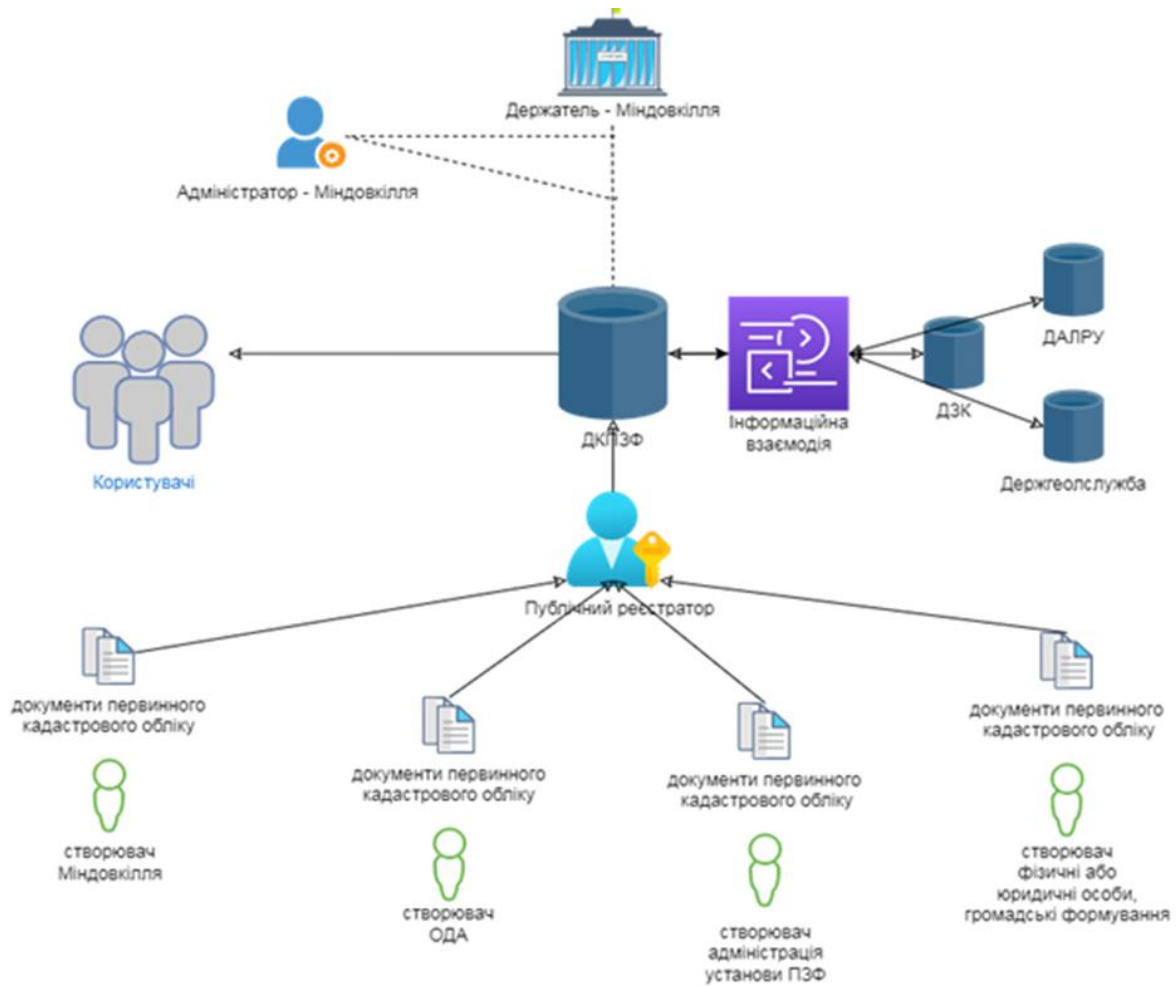 Держатель - Міндовкілля
Адміністратор - Міндовкілля
ДАЛРУ
ДЗК
Держгеолслужба
Інформаційна
взаємодія
ДКПЗФ
Користувачі
Публічний реєстратор
документи первинного
кадастрового обліку
створювач
Міндовкілля
документи первинного
кадастрового обліку
створювач
ОДА
документи первинного
кадастрового обліку
створювач
адміністрація
установи ПЗФ
документи первинного
кадастрового обліку
створювач
фізичні або
юридичні особи,
громадські формування